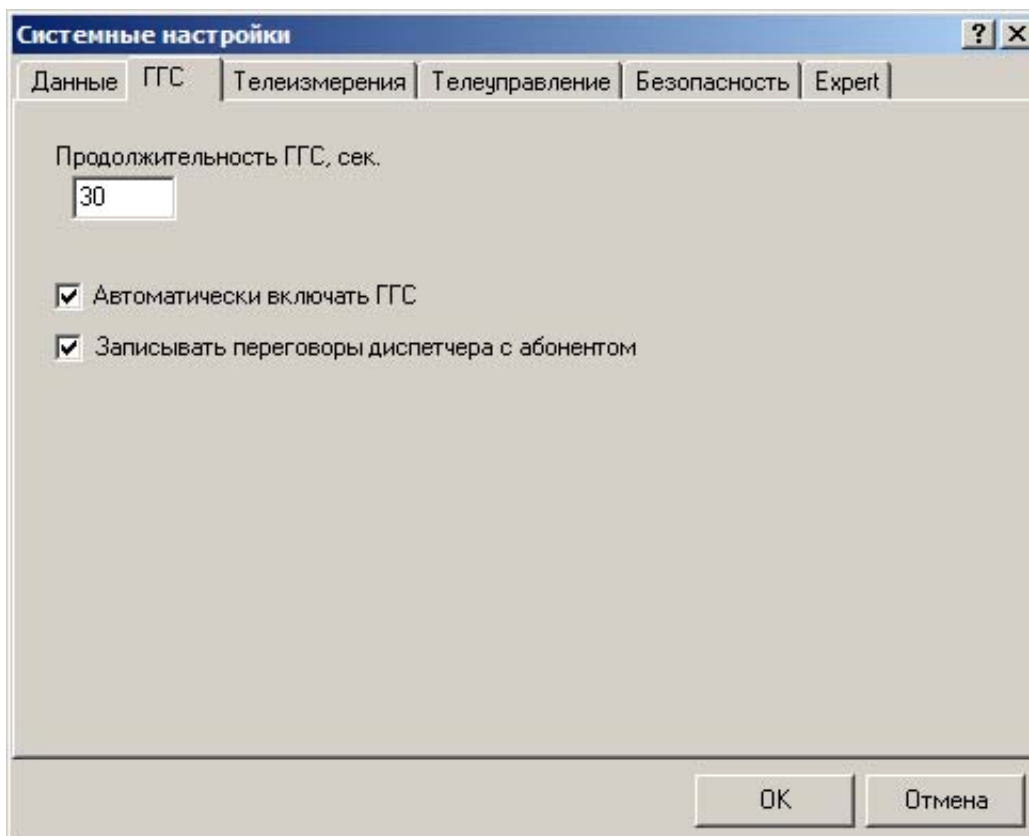 Системные настройки
Данные ГГС Телеизмерения Телеуправление Безопасность Expert
Продолжительность ГГС, сек.
30
Автоматически включать ГГС
Записывать переговоры диспетчера с абонентом
OK Отмена